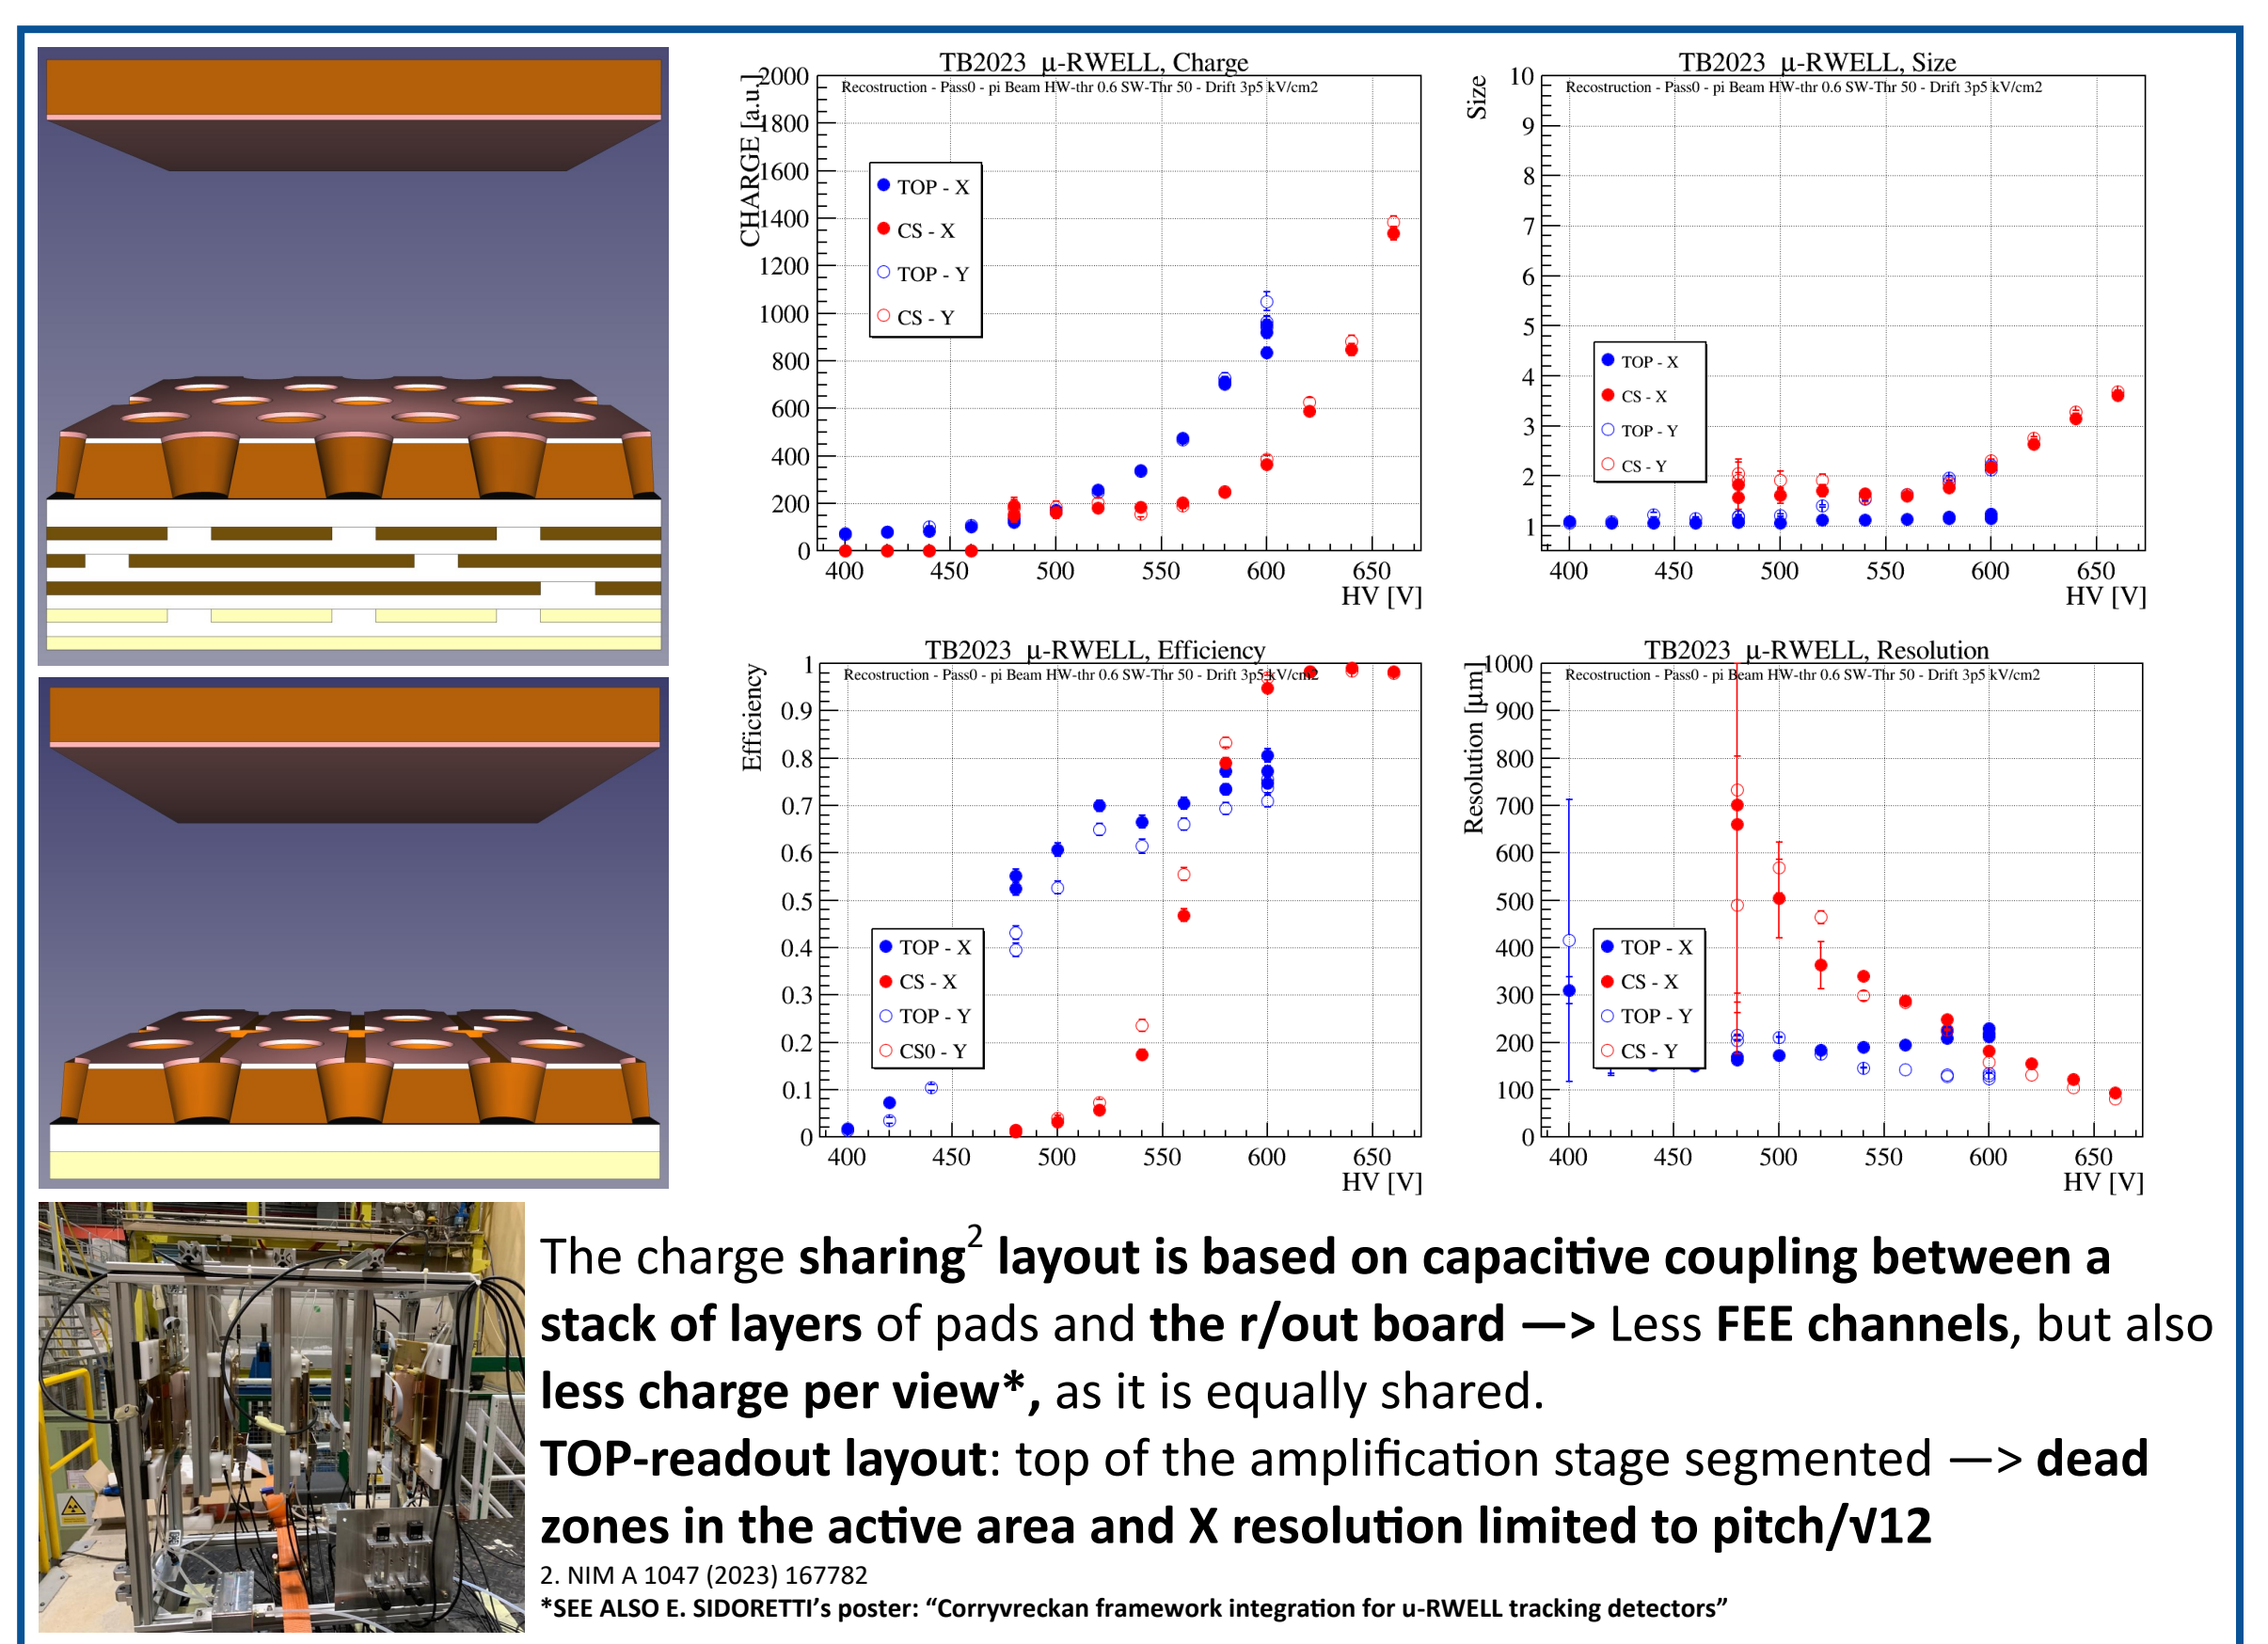 TB2023 μ-RWELL, Charge
Recostruction - Pass0 - pi Beam HW-thr 0.6 SW-Thr 50 - Drift 3p5 kV/cm2
CHARGE [a.u.]
2000
1800
1600
1400
1200
1000
800
600
400
200
0
TOP - X
CS - X
TOP - Y
CS - Y
400 450 500 550 600 650
HV [V]
TB2023 μ-RWELL, Size
Recostruction - Pass0 - pi Beam HW-thr 0.6 SW-Thr 50 - Drift 3p5 kV/cm2
Size
10
9
8
7
6
5
4
3
2
1
TOP - X
CS - X
TOP - Y
CS - Y
400 450 500 550 600 650
HV [V]
TB2023 μ-RWELL, Efficiency
Recostruction - Pass0 - pi Beam HW-thr 0.6 SW-Thr 50 - Drift 3p5 kV/cm2
Efficiency
1
0.9
0.8
0.7
0.6
0.5
0.4
0.3
0.2
0.1
0
TOP - X
CS - X
TOP - Y
CS0 - Y
400 450 500 550 600 650
HV [V]
TB2023 μ-RWELL, Resolution
Recostruction - Pass0 - pi Beam HW-thr 0.6 SW-Thr 50 - Drift 3p5 kV/cm2
Resolution [μm]
1000
900
800
700
600
500
400
300
200
100
0
TOP - X
CS - X
TOP - Y
CS - Y
400 450 500 550 600 650
HV [V]
The charge sharing² layout is based on capacitive coupling between a
stack of layers of pads and the r/out board —> Less FEE channels, but also
less charge per view*, as it is equally shared.
TOP-readout layout: top of the amplification stage segmented —> dead
zones in the active area and X resolution limited to pitch/√12
2. NIM A 1047 (2023) 167782
*SEE ALSO E. SIDORETTI’s poster: “Corryvreckan framework integration for u-RWELL tracking detectors”